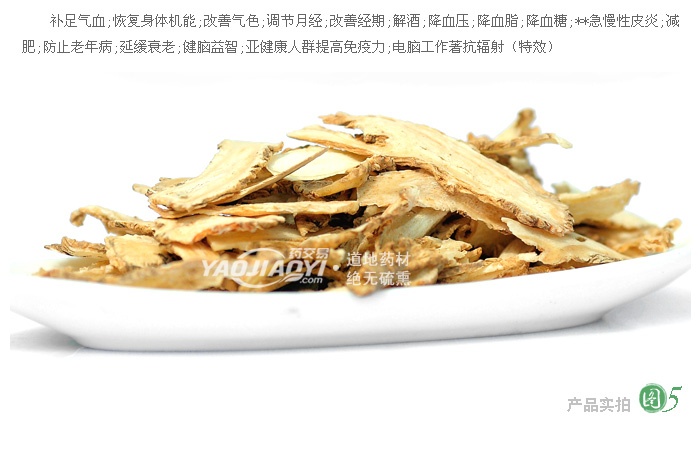 补足气血;恢复身体机能;改善气色;调节月经;改善经期;解酒;降血压;降血脂;降血糖;**急慢性皮炎;减
肥;防止老年病;延缓衰老;健脑益智;亚健康人群提高免疫力;电脑工作著抗辐射（特效）
药交易
YAOJIAOYI
.com
道地药材
绝无硫熏
产品实拍 图5